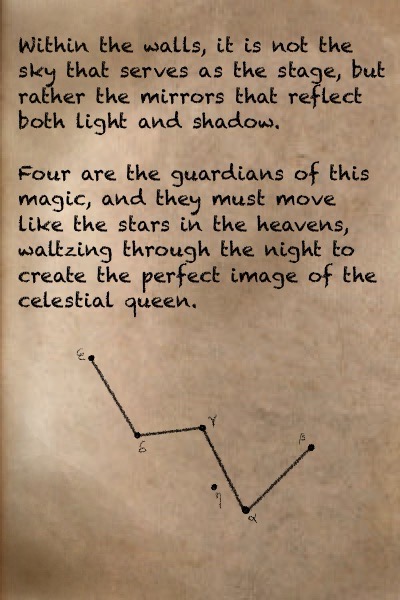 Within the walls, it is not the
sky that serves as the stage, but
rather the mirrors that reflect
both light and shadow.
Four are the guardians of this
magic, and they must move
like the stars in the heavens,
waltzing through the night to
create the perfect image of the
celestial queen.
ε
γ
β
δ
η
α